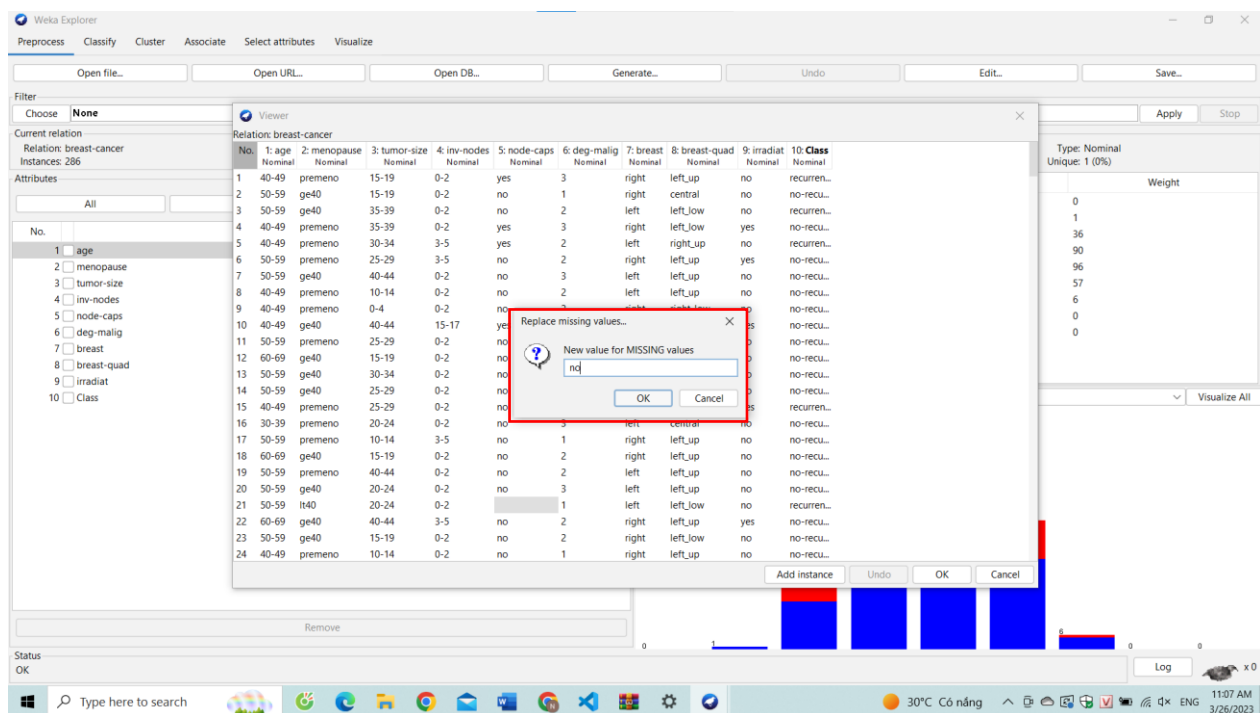 Weka Explorer
Preprocess Classify Cluster Associate Select attributes Visualize
Open file... Open URL... Open DB... Generate... Undo Edit... Save...
Filter
Choose None Apply Stop
Current relation
Relation: breast-cancer
Instances: 286
Attributes
All
No.
1 age
2 menopause
3 tumor-size
4 inv-nodes
5 node-caps
6 deg-malig
7 breast
8 breast-quad
9 irradiat
10 Class
Remove
Viewer
Relation: breast-cancer
No. 1: age 2: menopause 3: tumor-size 4: inv-nodes 5: node-caps 6: deg-malig 7: breast 8: breast-quad 9: irradiat 10: Class
Nominal Nominal Nominal Nominal Nominal Nominal Nominal Nominal Nominal Nominal
1 40-49 premeno 15-19 0-2 yes 3 right left_up no recurren...
2 50-59 ge40 15-19 0-2 no 1 right central no no-recu...
3 50-59 ge40 35-39 0-2 no 2 left left_low no recurren...
4 40-49 premeno 35-39 0-2 yes 3 right left_low yes no-recu...
5 40-49 premeno 30-34 3-5 yes 2 left right_up no recurren...
6 50-59 premeno 25-29 3-5 no 2 right left_up yes no-recu...
7 50-59 ge40 40-44 0-2 no 3 left left_up no no-recu...
8 40-49 premeno 10-14 0-2 no 2 left left_up no no-recu...
9 40-49 premeno 0-4 0-2 no-recu...
10 40-49 ge40 40-44 15-17 no-recu...
11 50-59 premeno 25-29 0-2 no-recu...
12 60-69 ge40 15-19 0-2 no-recu...
13 50-59 ge40 30-34 0-2 no-recu...
14 50-59 ge40 25-29 0-2 no-recu...
15 40-49 premeno 25-29 0-2 recurren...
16 30-39 premeno 20-24 0-2 no-recu...
17 50-59 premeno 10-14 3-5 no 1 right left_up no no-recu...
18 60-69 ge40 15-19 0-2 no 2 right left_up no no-recu...
19 50-59 premeno 40-44 0-2 no 2 left left_up no no-recu...
20 50-59 ge40 20-24 0-2 no 3 left left_up no no-recu...
21 50-59 lt40 20-24 0-2 1 left left_low no recurren...
22 60-69 ge40 40-44 3-5 no 2 right left_up yes no-recu...
23 50-59 ge40 15-19 0-2 no 2 right left_low no no-recu...
24 40-49 premeno 10-14 0-2 no 1 right left_up no no-recu...
Add instance Undo OK Cancel
Replace missing values...
New value for MISSING values
no
OK Cancel
Type: Nominal
Unique: 1 (0%)
Weight
0
1
36
90
96
57
6
0
0
Visualize All
0 1 6 0 0
Status
OK
Log x 0
Type here to search
30°C Có nắng ENG 11:07 AM
3/26/2023